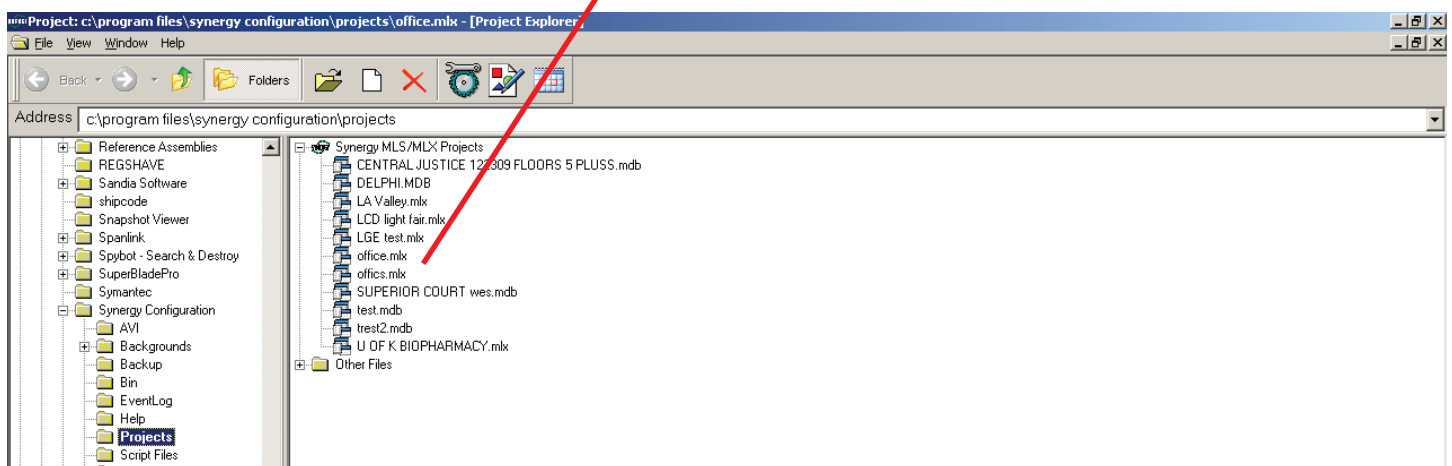 Project: c:\program files\synergy configuration\projects\office.mlx - [Project Explorer]
File View Window Help
Back Folders
Address c:\program files\synergy configuration\projects
Reference Assemblies
REGSHAVE
Sandia Software
shipcode
Snapshot Viewer
Spanlink
Spybot - Search & Destroy
SuperBladePro
Symantec
Synergy Configuration
AVI
Backgrounds
Backup
Bin
EventLog
Help
Projects
Script Files
Synergy MLS/MLX Projects
CENTRAL JUSTICE 122309 FLOORS 5 PLUSS.mdb
DELPHI.MDB
LA Valley.mlx
LCD light fair.mlx
LGE test.mlx
office.mlx
offics.mlx
SUPERIOR COURT wes.mdb
test.mdb
trest2.mdb
U OF K BIOPHARMACY.mlx
Other Files